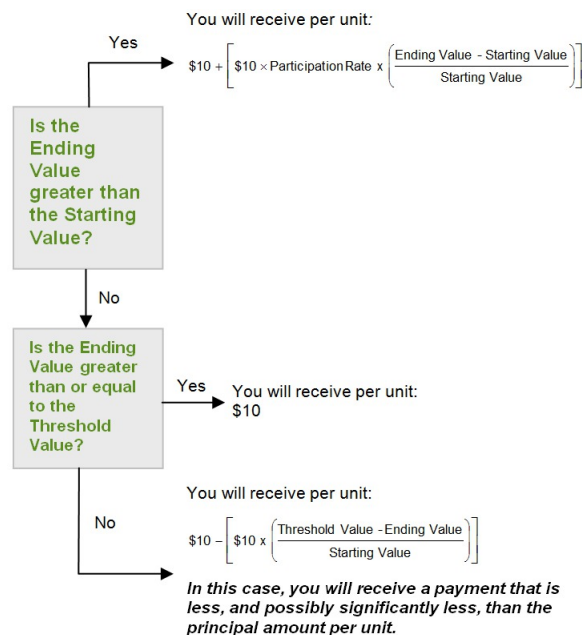 You will receive per unit:
Yes
$10 + [ $10 × Participation Rate x ( Ending Value - Starting Value / Starting Value ) ]
Is the
Ending
Value
greater than
the Starting
Value?
No
Is the Ending
Value greater
than or equal
to the
Threshold
Value?
Yes
You will receive per unit:
$10
You will receive per unit:
No
$10 – [ $10 x ( Threshold Value - Ending Value / Starting Value ) ]
In this case, you will receive a payment that is
less, and possibly significantly less, than the
principal amount per unit.